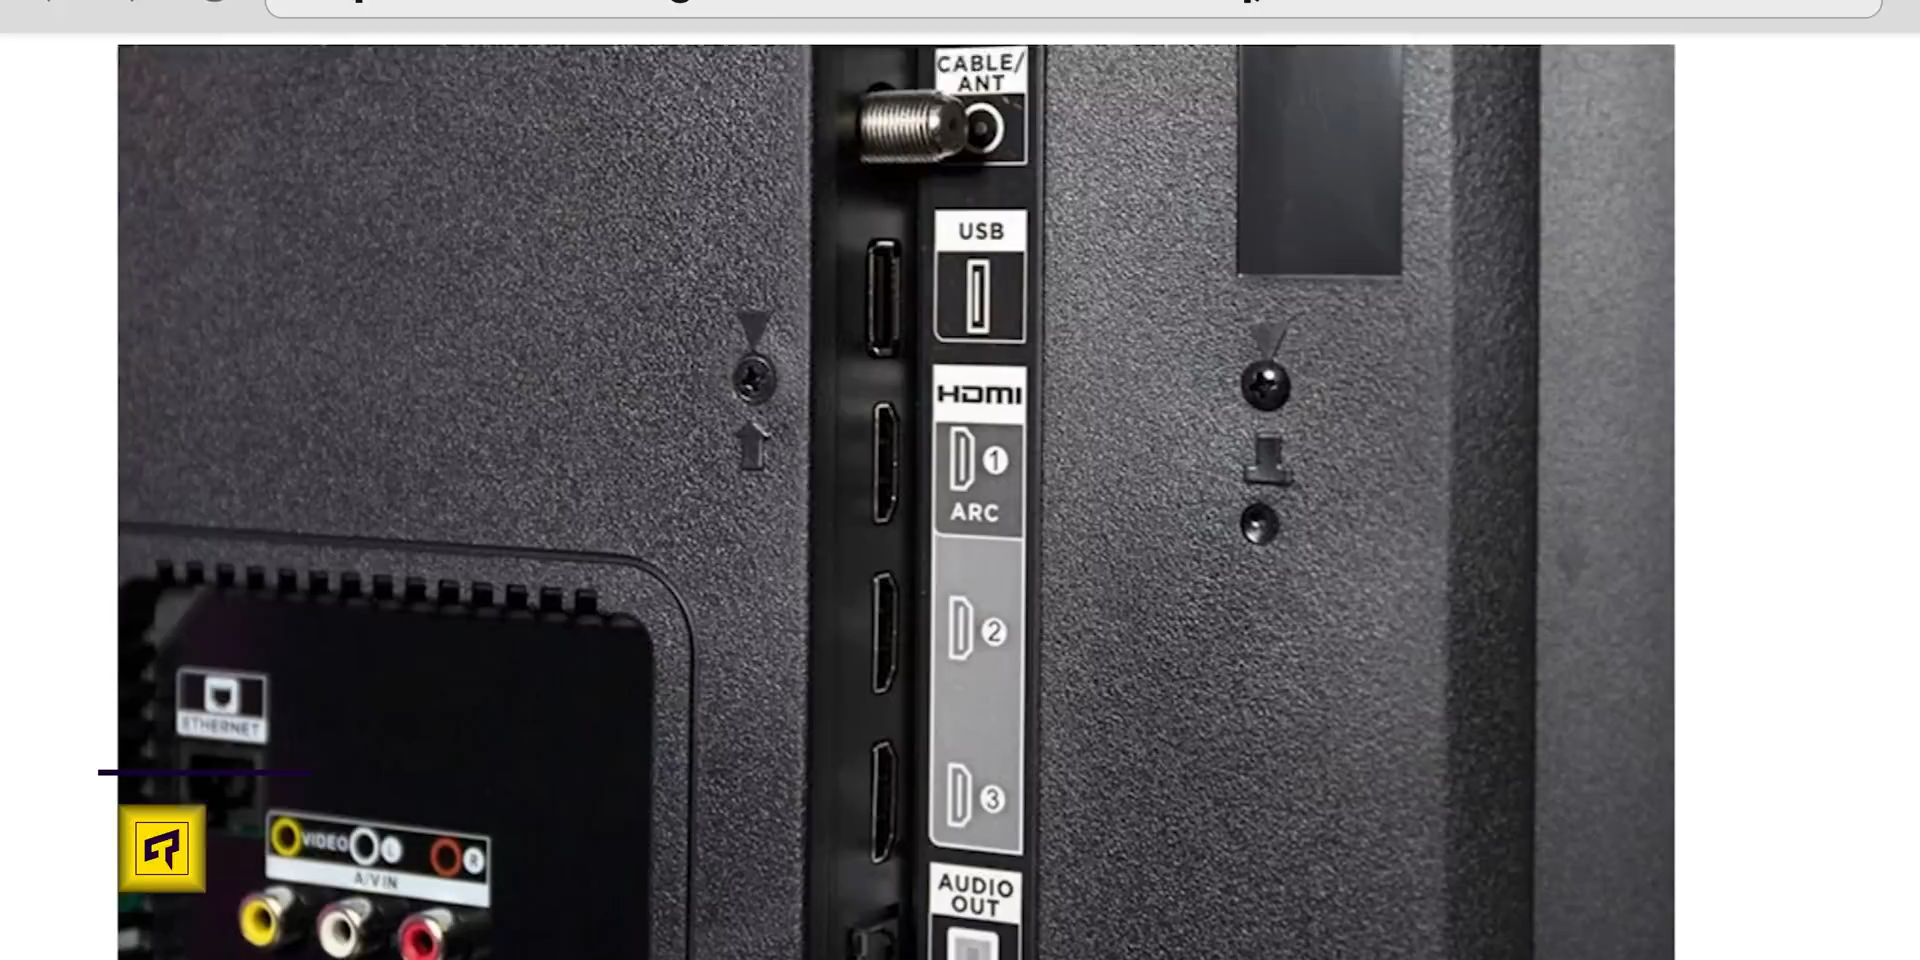 CABLE/
ANT
USB
HDMI
1
ARC
2
3
AUDIO
OUT
ETHERNET
VIDEO L R
A/V IN